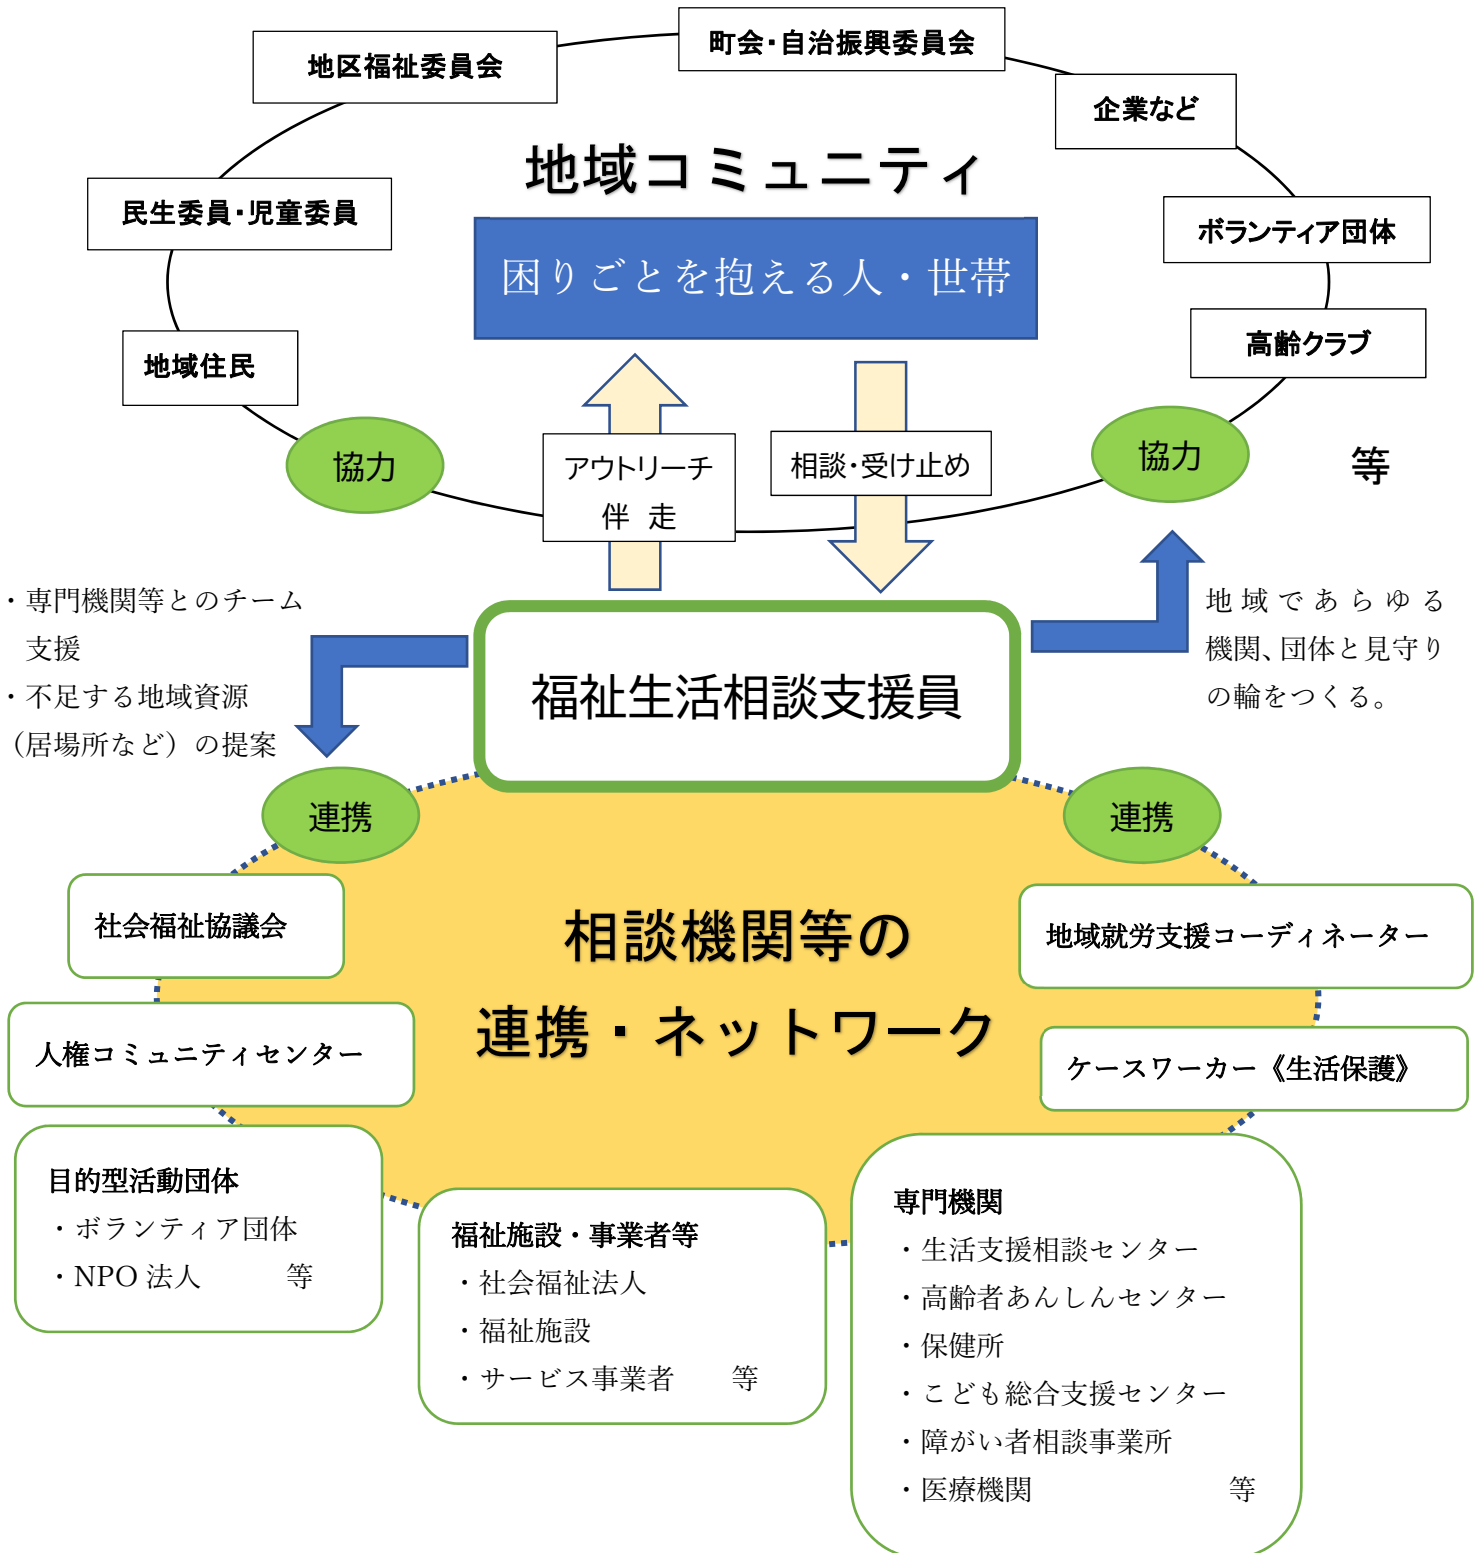 町会・自治振興委員会
地区福祉委員会
企業など
地域コミュニティ
民生委員・児童委員
ボランティア団体
困りごとを抱える人・世帯
高齢クラブ
地域住民
協力
アウトリーチ
伴 走
相談・受け止め
協力
等
・専門機関等とのチーム
支援
・不足する地域資源
（居場所など）の提案
地域であらゆる
機関、団体と見守り
の輪をつくる。
福祉生活相談支援員
連携
連携
相談機関等の
連携・ネットワーク
社会福祉協議会
地域就労支援コーディネーター
人権コミュニティセンター
ケースワーカー《生活保護》
目的型活動団体
・ボランティア団体
・NPO 法人 等
福祉施設・事業者等
・社会福祉法人
・福祉施設
・サービス事業者 等
専門機関
・生活支援相談センター
・高齢者あんしんセンター
・保健所
・こども総合支援センター
・障がい者相談事業所
・医療機関 等